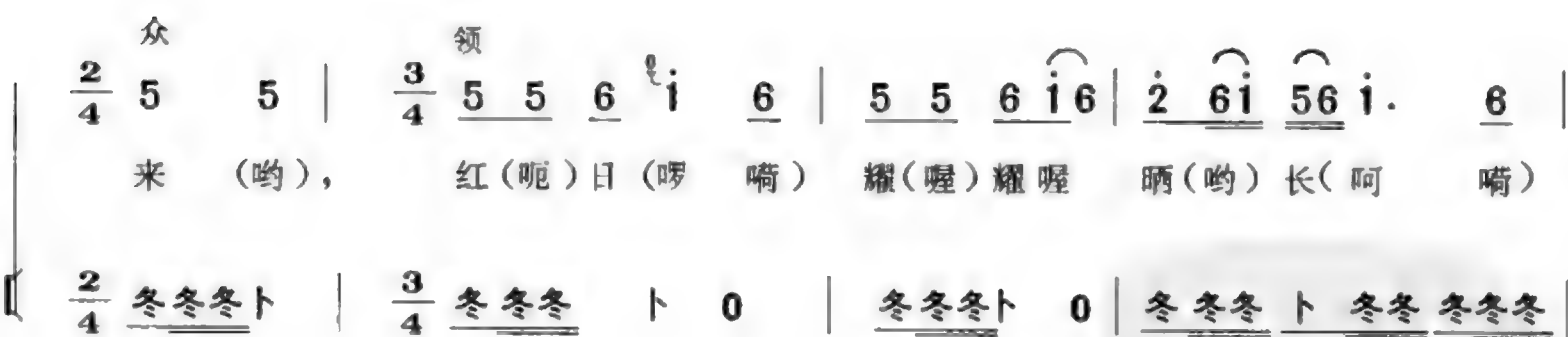 众 领
2/4 5 5 | 3/4 5 5 6 i 6 | 5 5 6 i 6 | 2 6 i 5 6 i . 6 |
来 (哟), 红(呃)日(啰 嗬) 耀(喔)耀喔 晒(哟)长(呵 嗬)
2/4 冬冬冬卜 | 3/4 冬 冬冬 卜 0 | 冬冬冬卜 0 | 冬 冬冬 卜 冬冬 冬冬冬